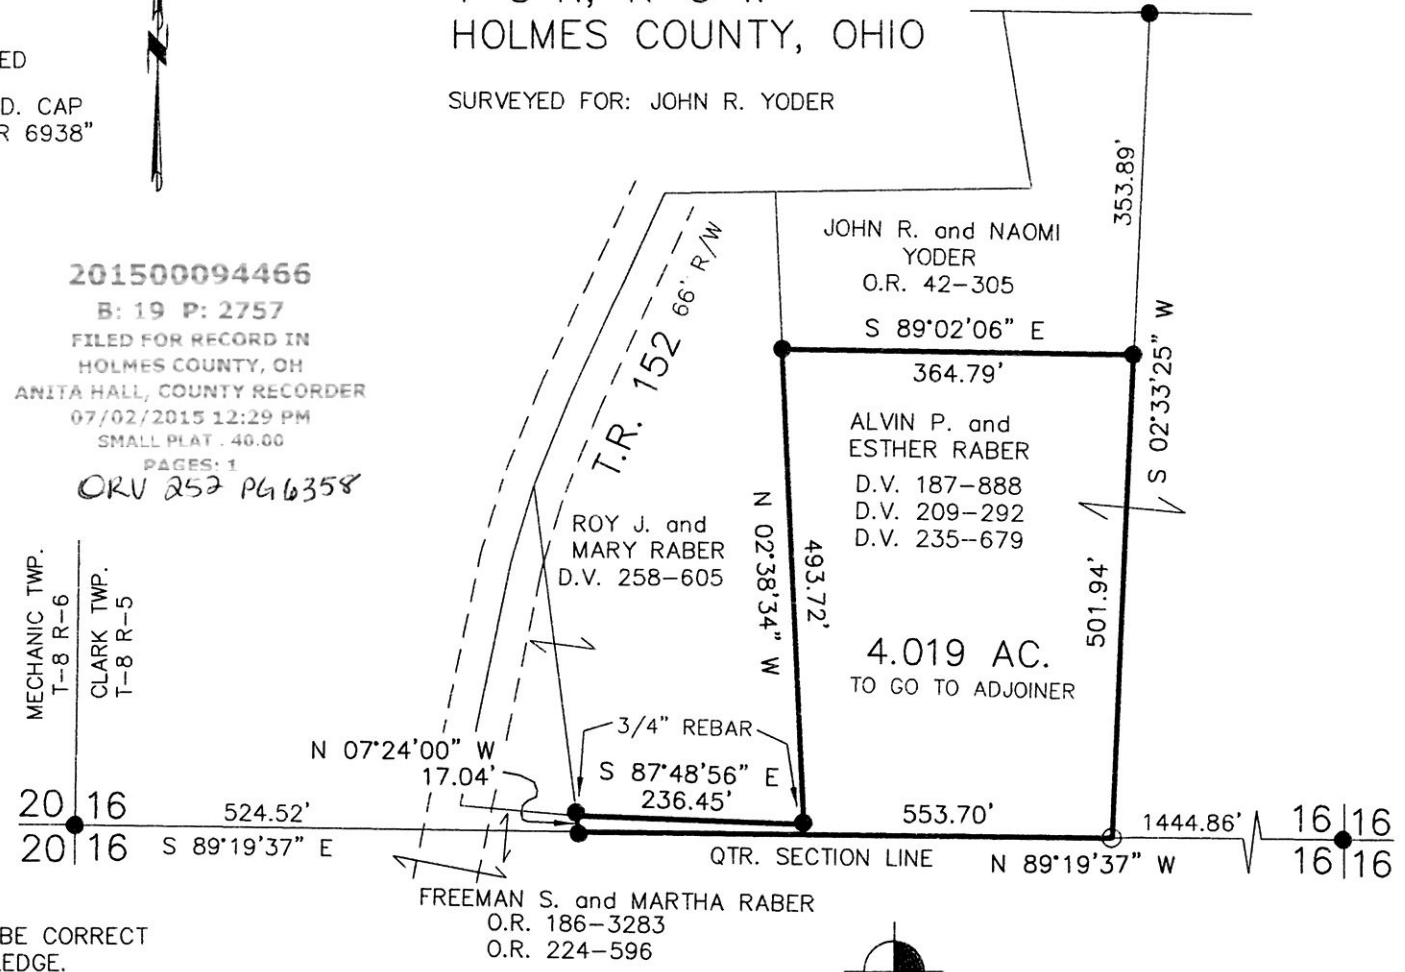 HOLMES COUNTY, OHIO
SURVEYED FOR: JOHN R. YODER
ED
D. CAP
R 6938"
353.89'
201500094466
B: 19 P: 2757
FILED FOR RECORD IN
HOLMES COUNTY, OH
ANITA HALL, COUNTY RECORDER
07/02/2015 12:29 PM
SMALL PLAT . 40.00
PAGES: 1
ORV 252 PG 6358
T.R. 152 66' R/W
JOHN R. and NAOMI
YODER
O.R. 42-305
S 89°02'06" E
364.79'
S 02°33'25" W
ALVIN P. and
ESTHER RABER
D.V. 187-888
D.V. 209-292
D.V. 235-679
ROY J. and
MARY RABER
D.V. 258-605
N 02°38'34" W
493.72'
501.94'
4.019 AC.
TO GO TO ADJOINER
MECHANIC TWP.
T-8 R-6
CLARK TWP.
T-8 R-5
3/4" REBAR
N 07°24'00" W
17.04'
S 87°48'56" E
236.45'
20 16
20 16
524.52'
S 89°19'37" E
553.70'
QTR. SECTION LINE
1444.86'
N 89°19'37" W
16 16
16 16
FREEMAN S. and MARTHA RABER
O.R. 186-3283
O.R. 224-596
BE CORRECT
EDGE.